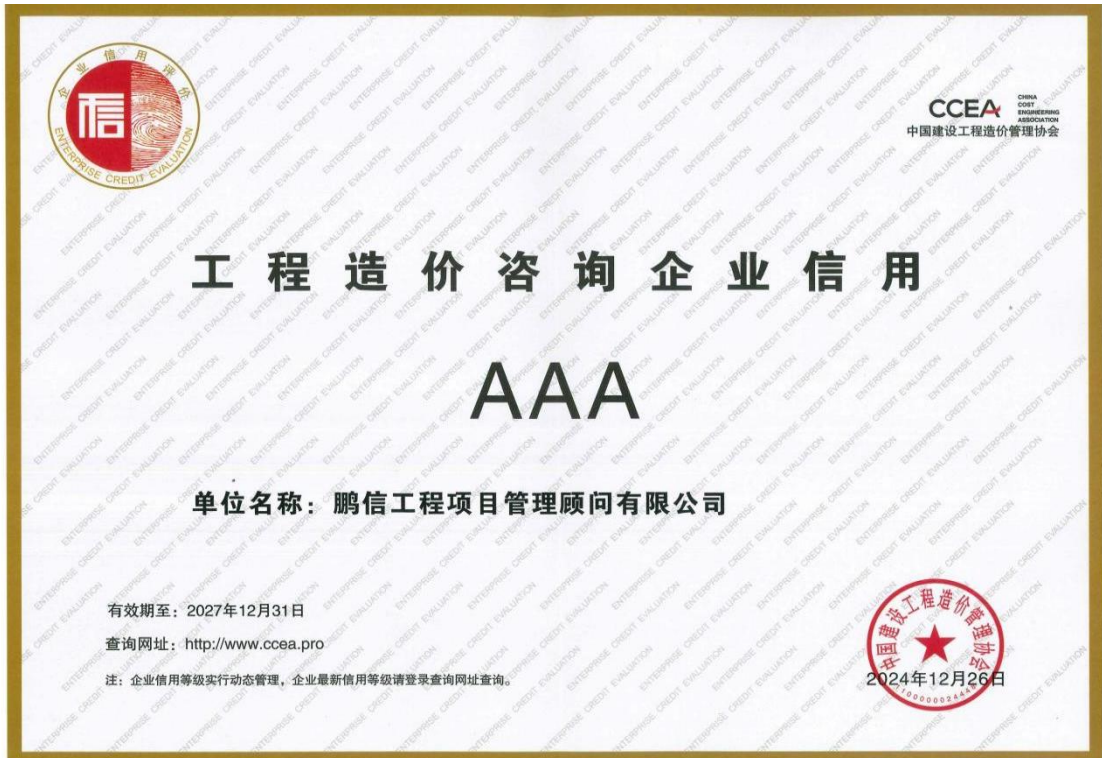 企业信用评价
信
ENTERPRISE CREDIT EVALUATION
CCEA
CHINA
COST
ENGINEERING
ASSOCIATION
中国建设工程造价管理协会
工程造价咨询企业信用
AAA
单位名称：鹏信工程项目管理顾问有限公司
有效期至：2027年12月31日
查询网址：http://www.ccea.pro
注：企业信用等级实行动态管理，企业最新信用等级请登录查询网址查询。
中国建设工程造价管理协会
2024年12月26日